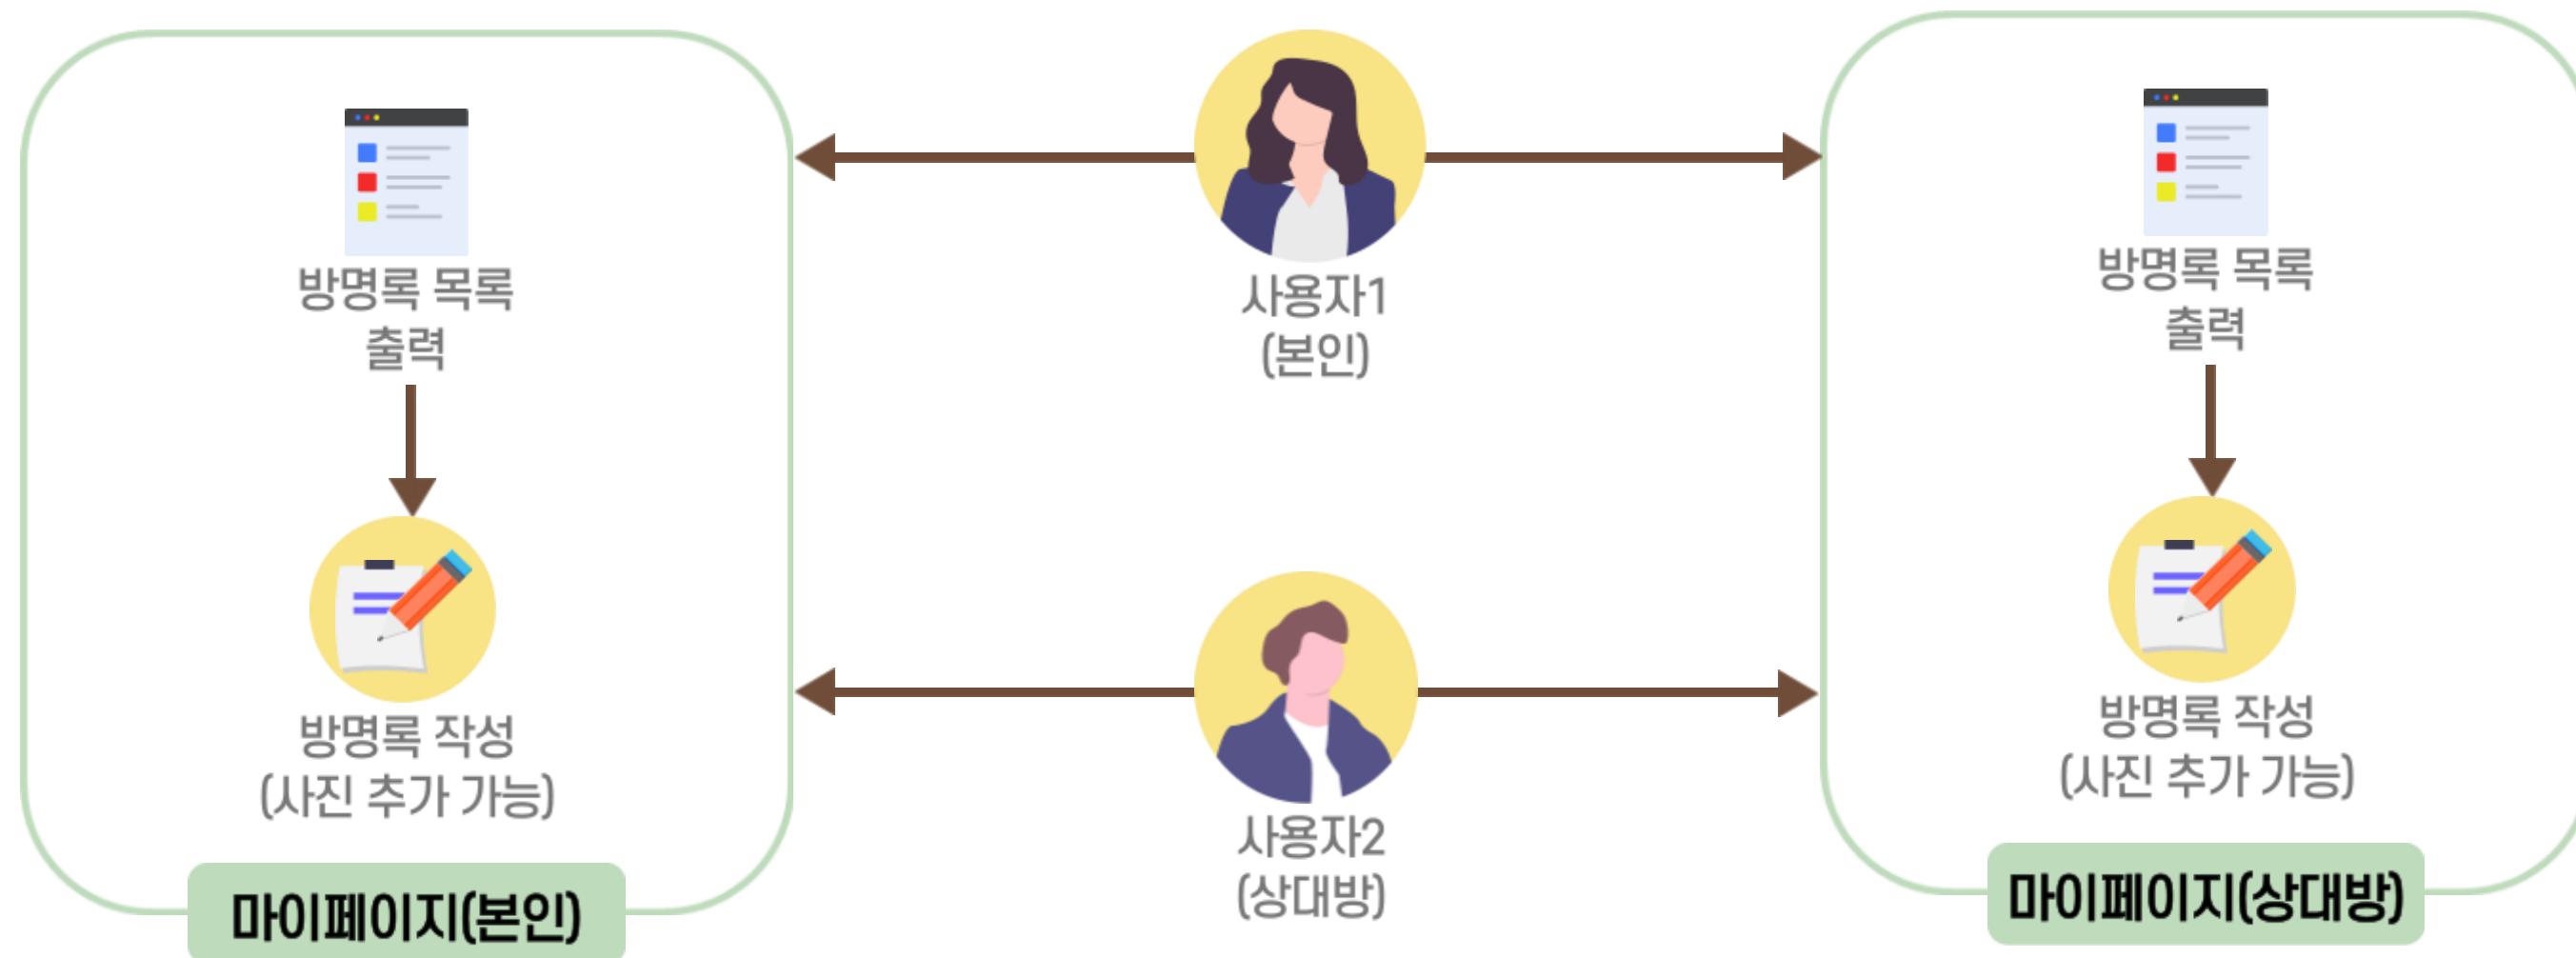 방명록 목록
출력
방명록 작성
(사진 추가 가능)
마이페이지(본인)
사용자1
(본인)
사용자2
(상대방)
방명록 목록
출력
방명록 작성
(사진 추가 가능)
마이페이지(상대방)